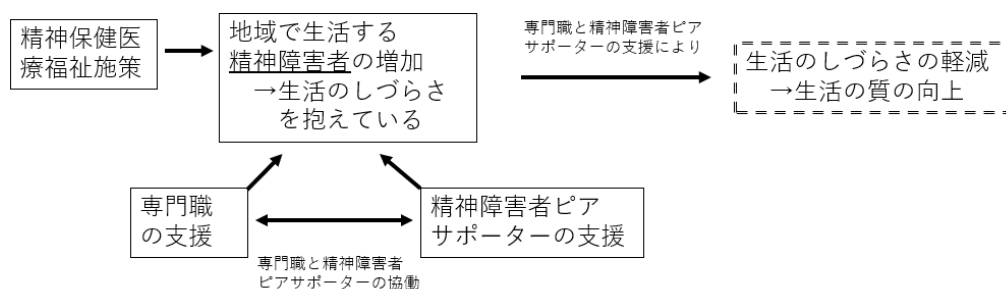 精神保健医
療福祉施策
地域で生活する
精神障害者の増加
→生活のしづらさ
を抱えている
専門職と精神障害者ピア
サポーターの支援により
生活のしづらさの軽減
→生活の質の向上
専門職
の支援
精神障害者ピア
サポーターの支援
専門職と精神障害者
ピアサポーターの協働